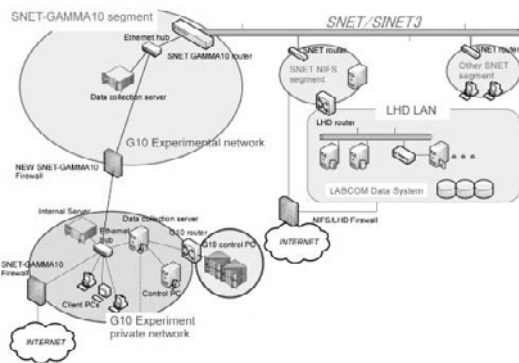 SNET-GAMMA10 segment
Ethernet hub
SNET GAMMA10 router
Data collection server
G10 Experimental network
SNET/SINET3
SNET router
SNET NIFS
segment
SNET router
Other SNET
segment
LHD router
LHD LAN
LABCOM Data System
NIFS/LHD Firewall
INTERNET
NEW SNET-GAMMA10
Firewall
Internal Server
Ethernet
hub
Data collection server
G10 router
G10 control PC
SNET-GAMMA10
Firewall
Client PCs
Control PC
G10 Experiment
private network
INTERNET